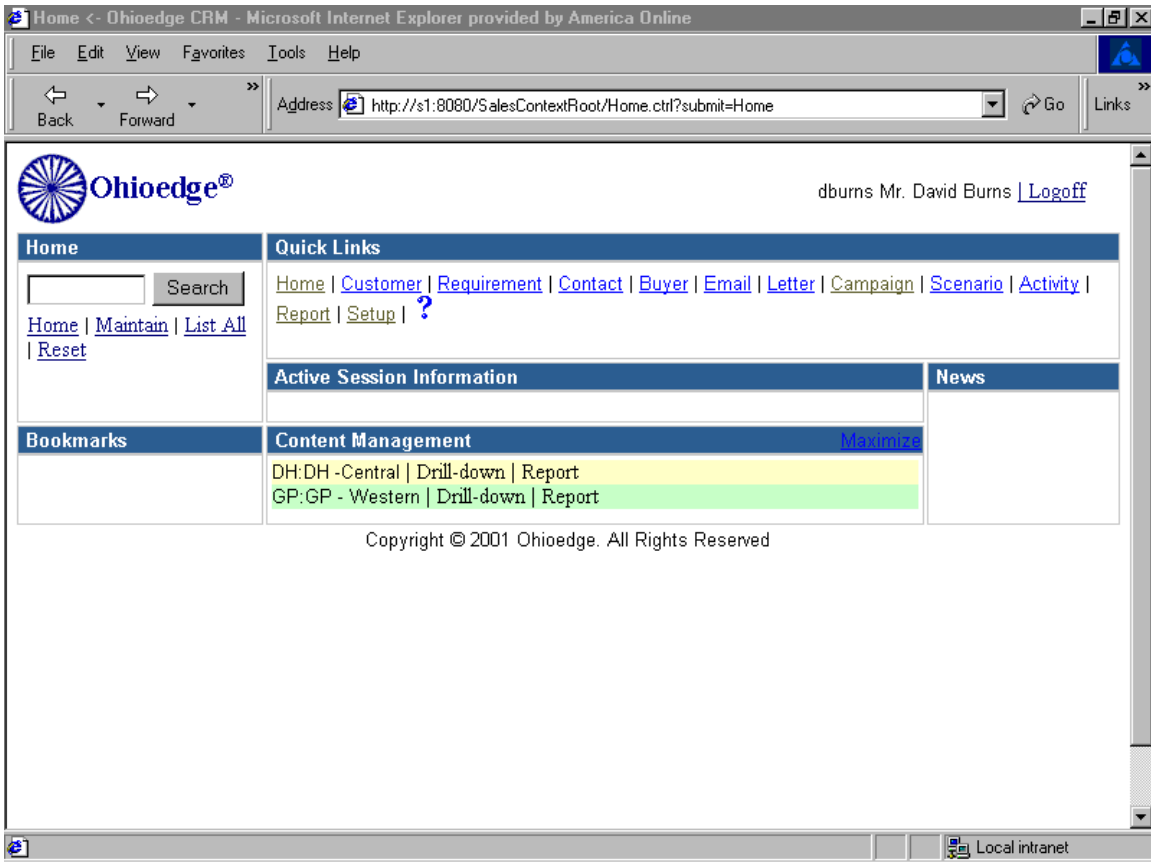 Home <- Ohioedge CRM - Microsoft Internet Explorer provided by America Online
File Edit View Favorites Tools Help
Back Forward » Address http://s1:8080/SalesContextRoot/Home.ctrl?submit=Home Go Links »
Ohioedge®
dburns Mr. David Burns | Logoff
Home
Search
Home | Maintain | List All
| Reset
Quick Links
Home | Customer | Requirement | Contact | Buyer | Email | Letter | Campaign | Scenario | Activity |
Report | Setup | ?
Active Session Information
News
Bookmarks
Content Management Maximize
DH:DH -Central | Drill-down | Report
GP:GP - Western | Drill-down | Report
Copyright © 2001 Ohioedge. All Rights Reserved
Local intranet